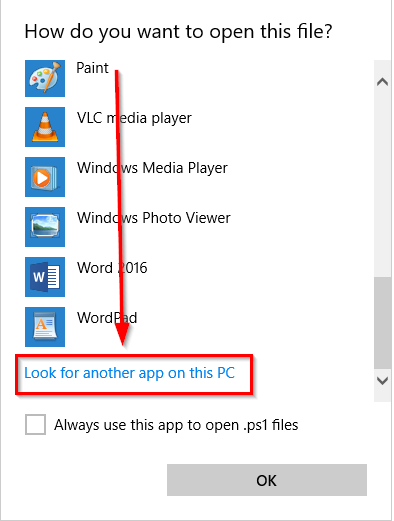 How do you want to open this file?
Paint
VLC media player
Windows Media Player
Windows Photo Viewer
Word 2016
WordPad
Look for another app on this PC
Always use this app to open .ps1 files
OK